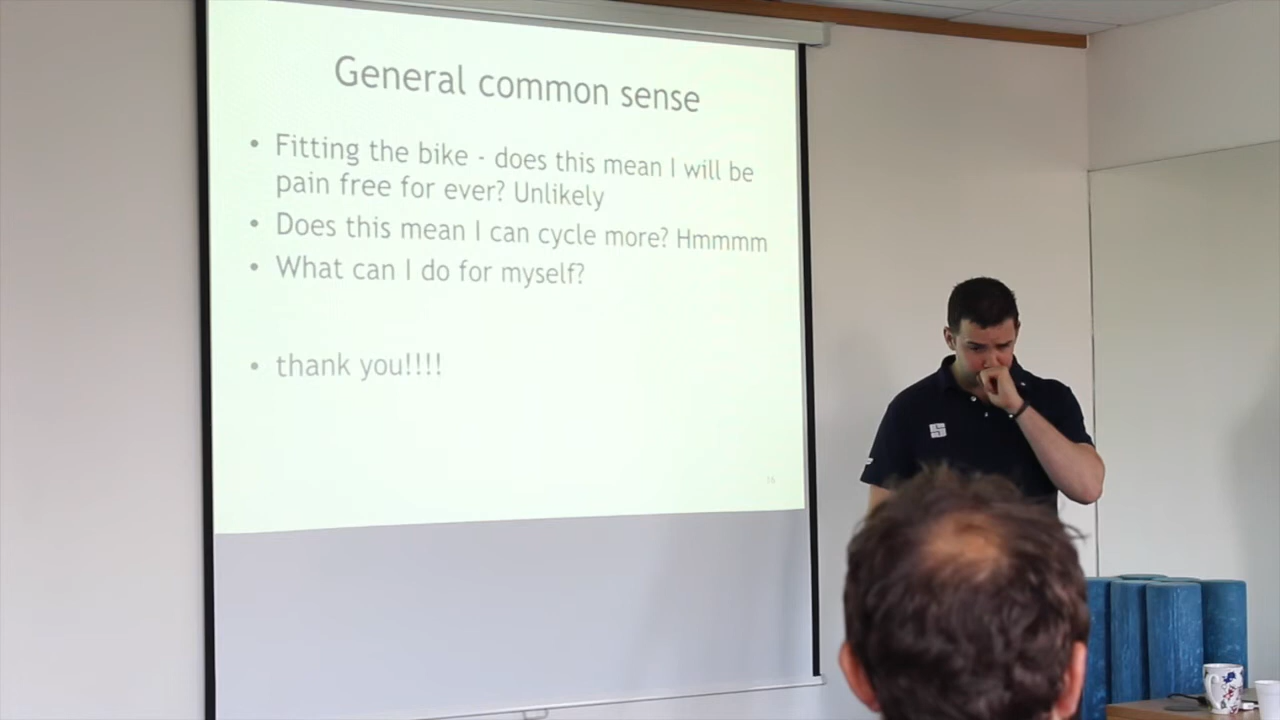 General common sense
• Fitting the bike - does this mean I will be
pain free for ever? Unlikely
• Does this mean I can cycle more? Hmmmm
• What can I do for myself?
• thank you!!!!
16